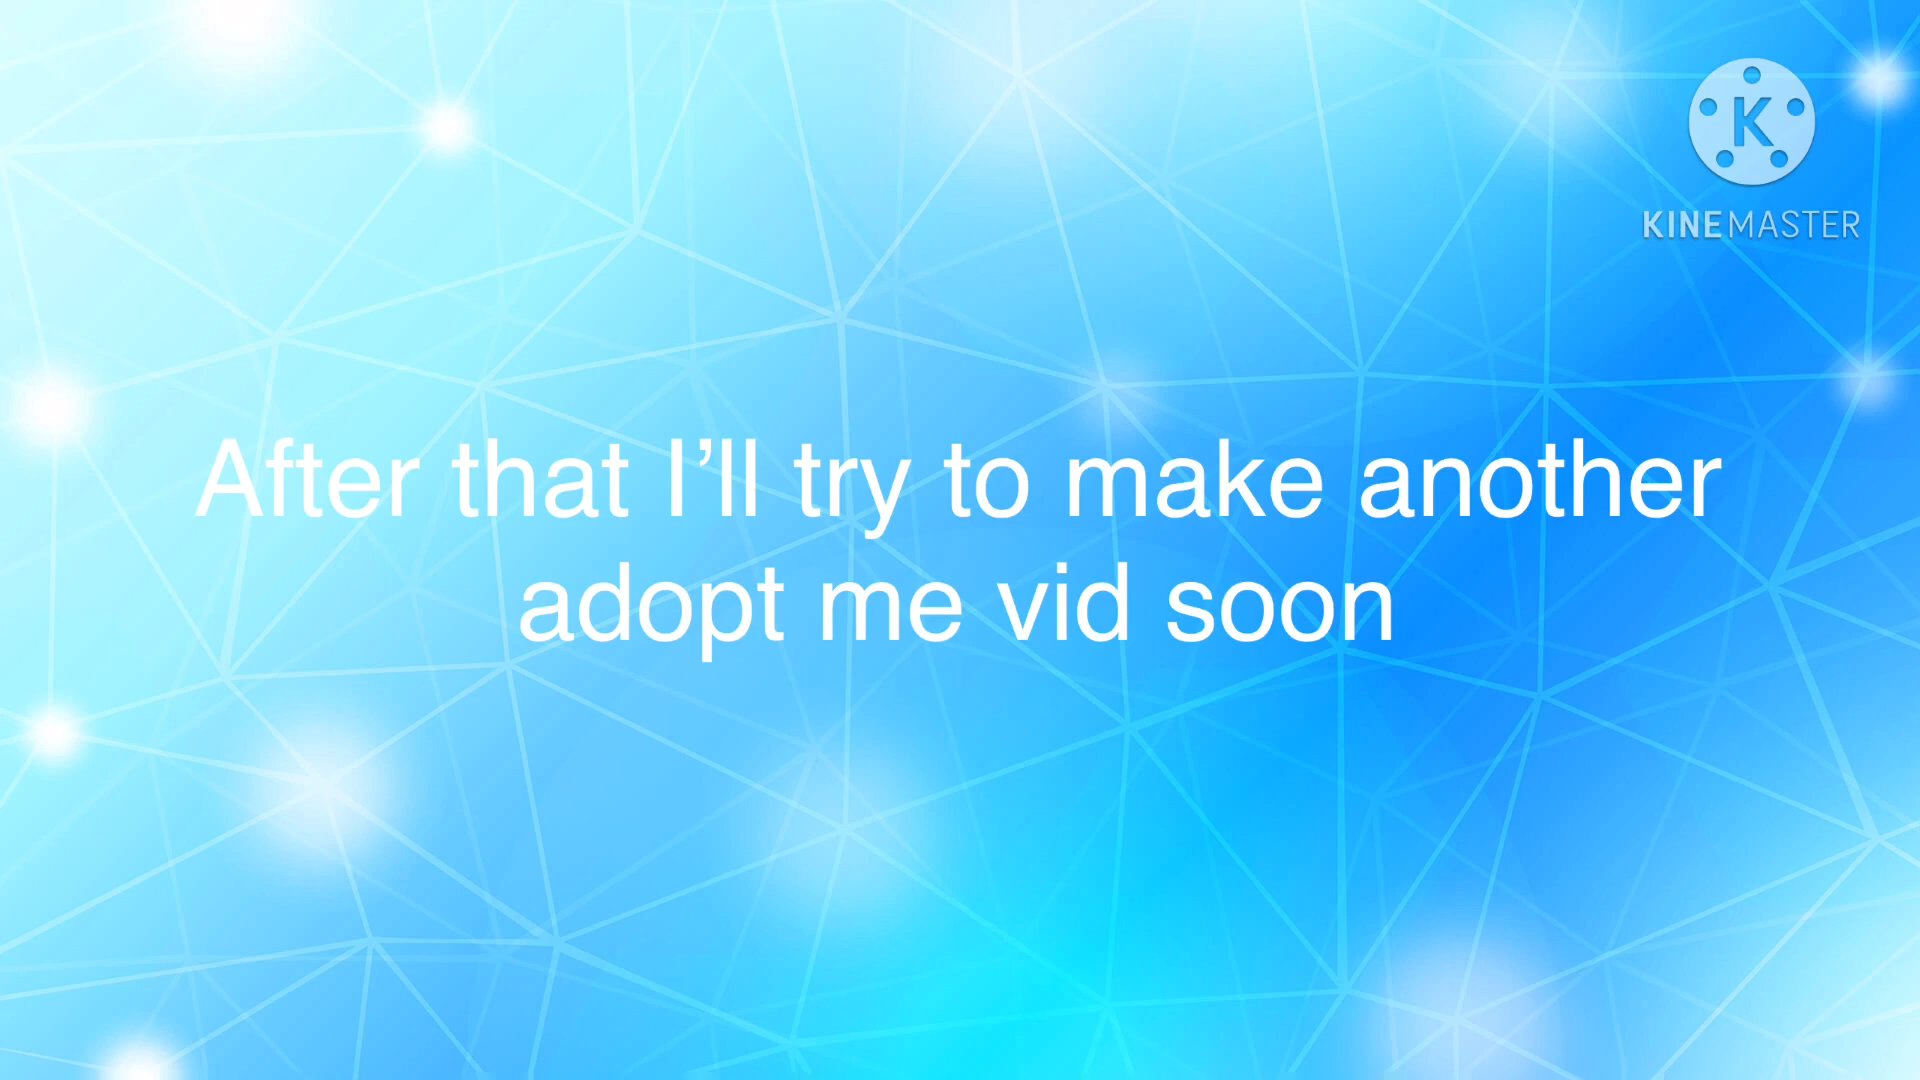 K
KINEMASTER
After that I’ll try to make another
adopt me vid soon